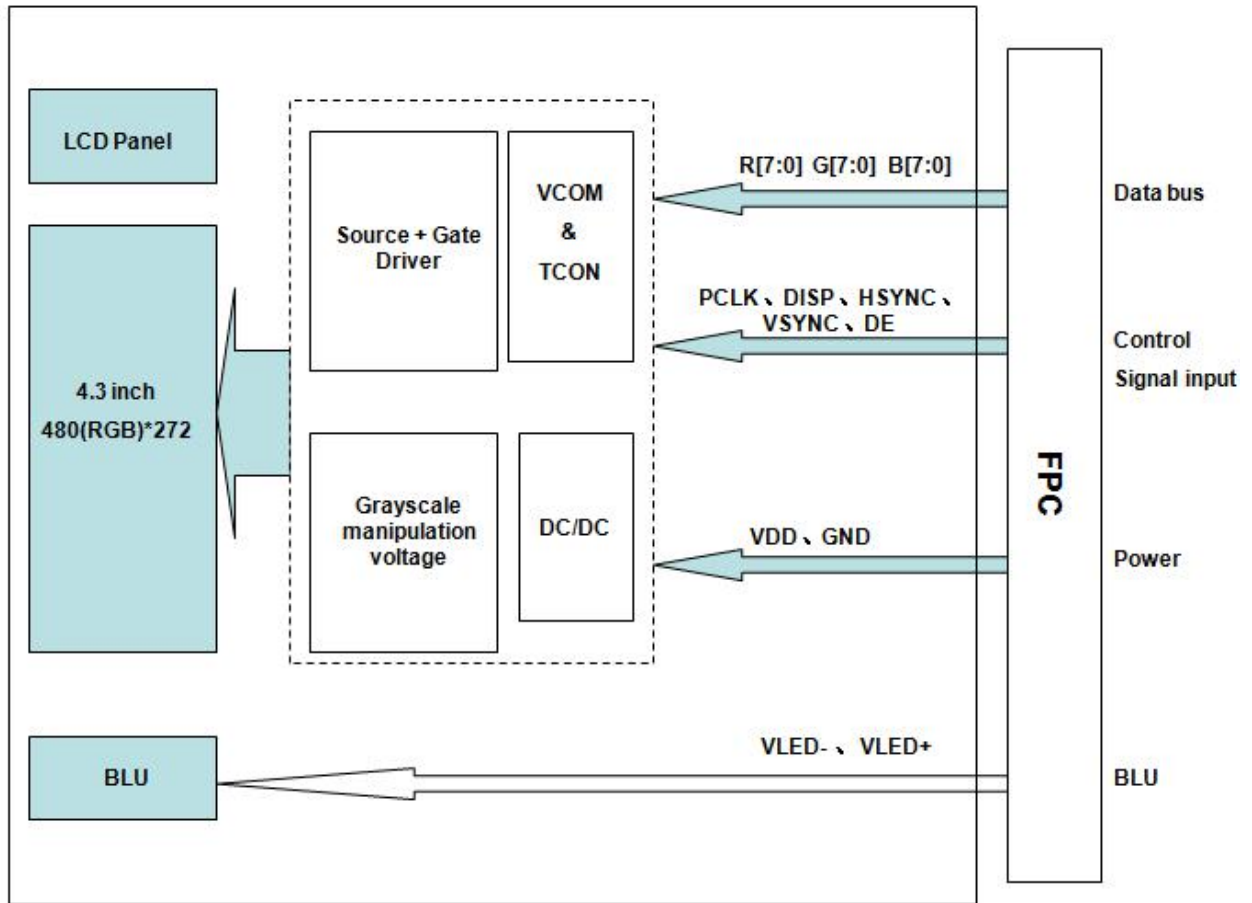 LCD Panel
4.3 inch
480(RGB)*272
BLU
Source + Gate
Driver
VCOM
&
TCON
Grayscale
manipulation
voltage
DC/DC
R[7:0] G[7:0] B[7:0]
PCLK、DISP、HSYNC、
VSYNC、DE
VDD、GND
VLED-、VLED+
FPC
Data bus
Control
Signal input
Power
BLU